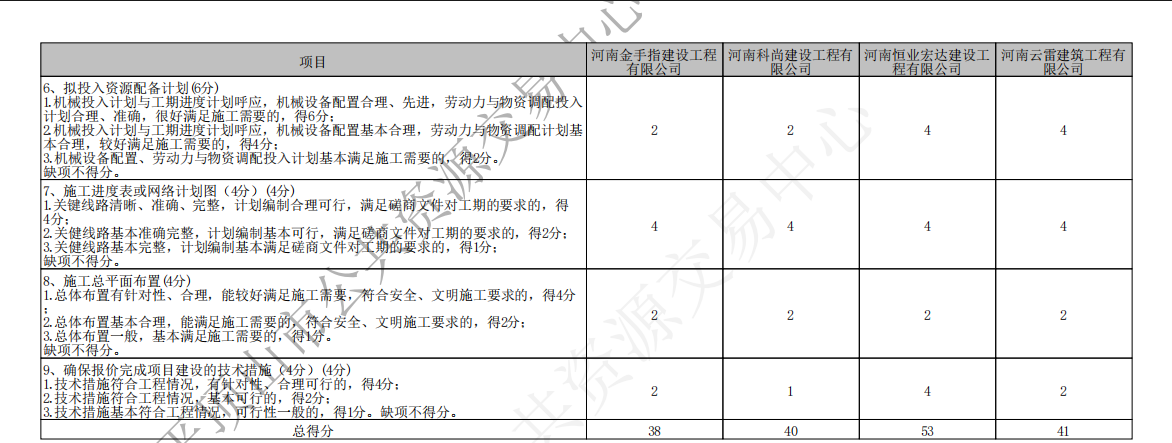 项目
河南金手指建设工程有限公司
河南科尚建设工程有限公司
河南恒业宏达建设工程有限公司
河南云雷建筑工程有限公司
6、拟投入资源配备计划(6分)
1.机械投入计划与工期进度计划呼应，机械设备配置合理、先进，劳动力与物资调配投入
计划合理、准确，很好满足施工需要的，得6分；
2.机械投入计划与工期进度计划呼应，机械设备配置基本合理，劳动力与物资调配计划基
本合理，较好满足施工需要的，得4分；
3.机械设备配置、劳动力与物资调配投入计划基本满足施工需要的，得2分。
缺项不得分。
2 2 4 4
7、施工进度表或网络计划图（4分）(4分)
1.关键线路清晰、准确、完整，计划编制合理可行，满足磋商文件对工期的要求的，得
4分；
2.关健线路基本准确完整，计划编制基本可行，满足磋商文件对工期的要求的，得2分；
3.关健线路基本完整，计划编制基本满足磋商文件对工期的要求的，得1分；
缺项不得分。
4 4 4 4
8、施工总平面布置(4分)
1.总体布置有针对性、合理，能较好满足施工需要，符合安全、文明施工要求的，得4分
；
2.总体布置基本合理，能满足施工需要的，符合安全、文明施工要求的，得2分；
3.总体布置一般，基本满足施工需要的，得1分。
缺项不得分。
2 2 2 2
9、确保报价完成项目建设的技术措施（4分）(4分)
1.技术措施符合工程情况，有针对性、合理可行的，得4分；
2.技术措施符合工程情况，基本可行的，得2分；
3.技术措施基本符合工程情况，可行性一般的，得1分。缺项不得分。
2 1 4 2
总得分 38 40 53 41
平顶山市公共资源交易中心
共资源交易中心